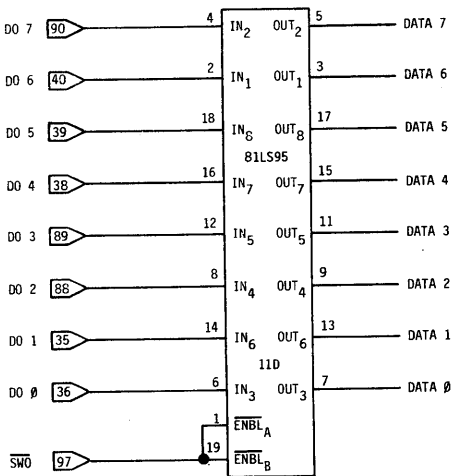 DO 7 90 4 IN2 OUT2 5 DATA 7
DO 6 40 2 IN1 OUT1 3 DATA 6
DO 5 39 18 IN8 OUT8 17 DATA 5
81LS95
DO 4 38 16 IN7 OUT7 15 DATA 4
DO 3 89 12 IN5 OUT5 11 DATA 3
DO 2 88 8 IN4 OUT4 9 DATA 2
DO 1 35 14 IN6 OUT6 13 DATA 1
11D
DO Ø 36 6 IN3 OUT3 7 DATA Ø
1 ENBLA
SWO 97 19 ENBLB